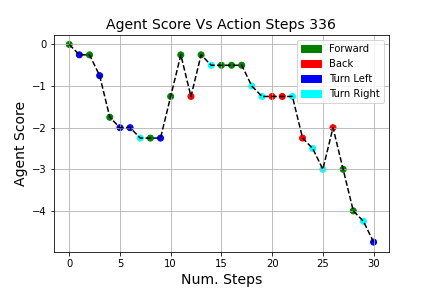 Agent Score Vs Action Steps 336
0
−1
−2
−3
−4
Agent Score
Forward
Back
Turn Left
Turn Right
0 5 10 15 20 25 30
Num. Steps